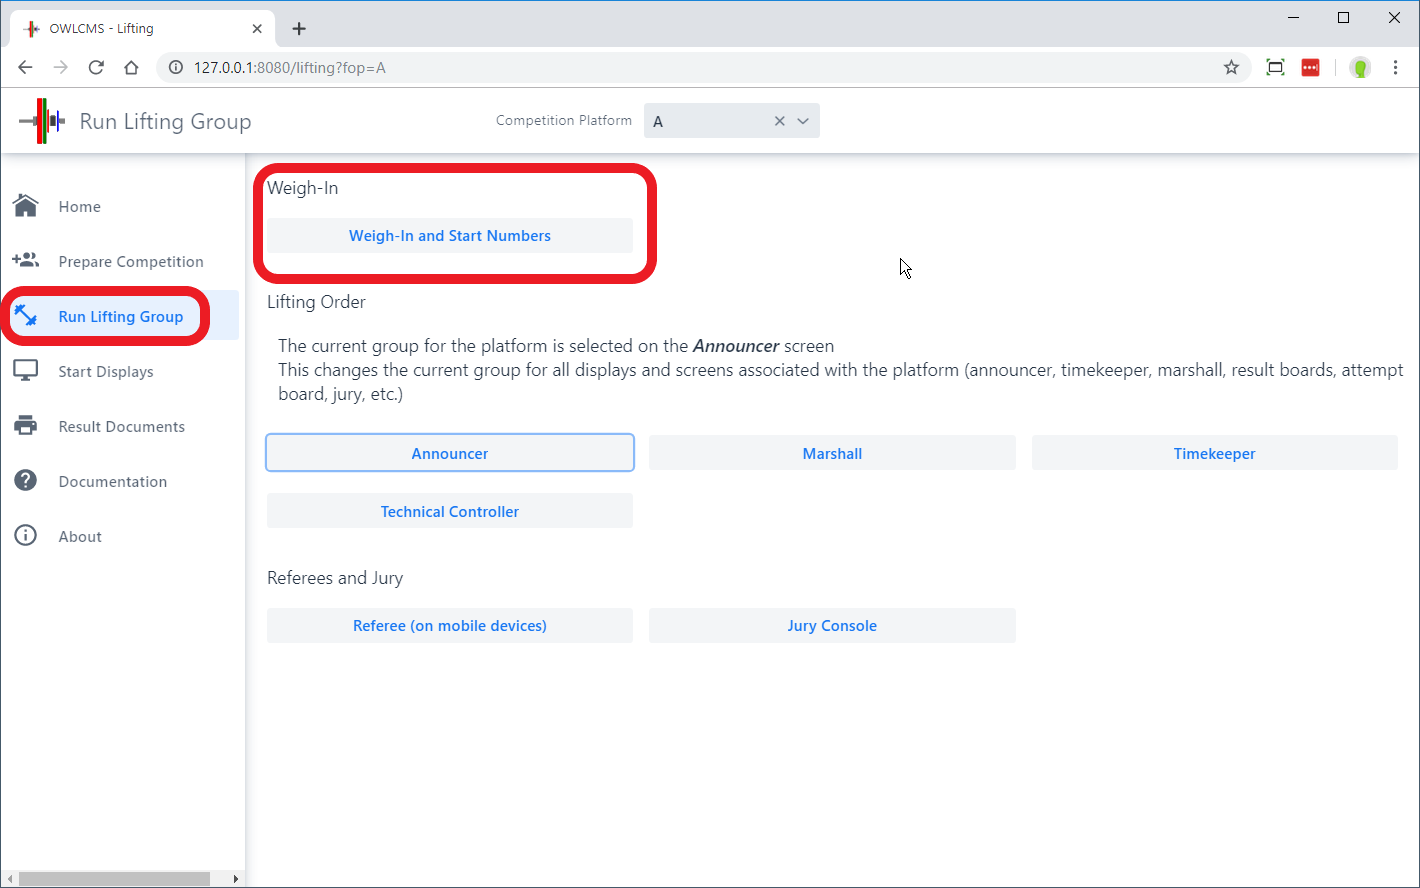 OWLCMS - Lifting
127.0.0.1:8080/lifting?fop=A
Run Lifting Group
Competition Platform
A
Home
Prepare Competition
Run Lifting Group
Start Displays
Result Documents
Documentation
About
Weigh-In
Weigh-In and Start Numbers
Lifting Order
The current group for the platform is selected on the Announcer screen
This changes the current group for all displays and screens associated with the platform (announcer, timekeeper, marshall, result boards, attempt
board, jury, etc.)
Announcer
Marshall
Timekeeper
Technical Controller
Referees and Jury
Referee (on mobile devices)
Jury Console